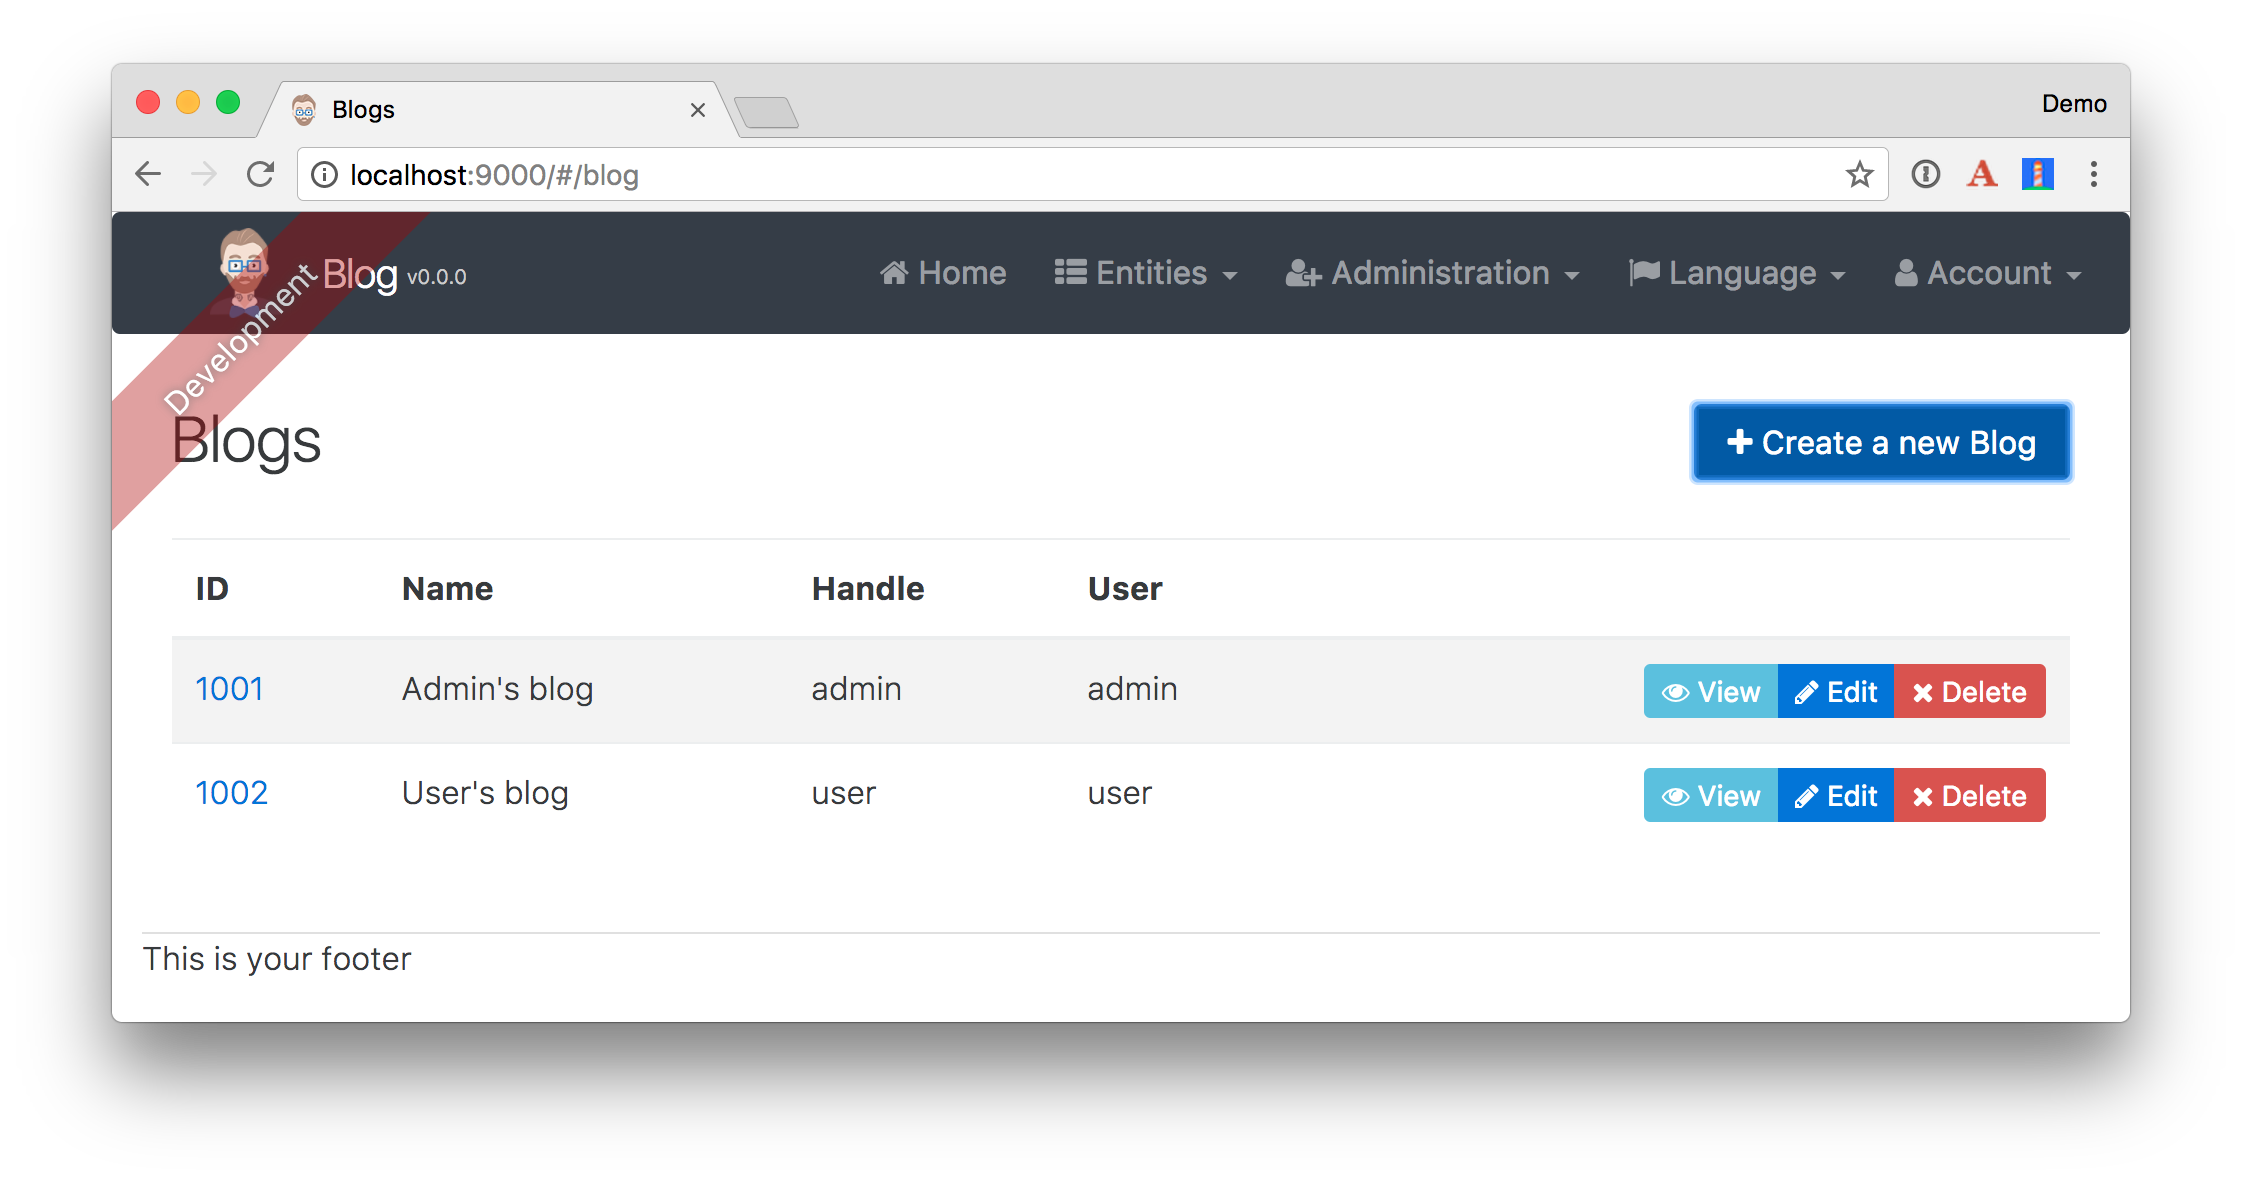 Blogs
Demo
localhost:9000/#/blog
A
Blog v0.0.0 Home Entities Administration Language Account
Development
Blogs
Create a new Blog
ID Name Handle User
1001 Admin's blog admin admin View Edit Delete
1002 User's blog user user View Edit Delete
This is your footer